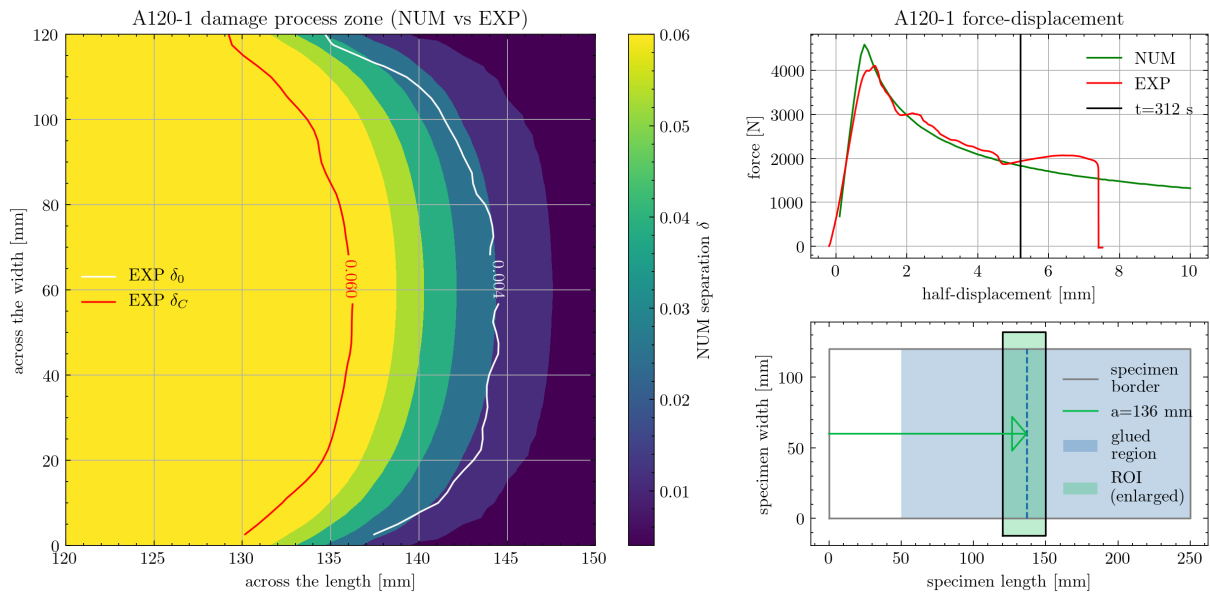 A120-1 damage process zone (NUM vs EXP)
120
100
80
60
40
20
0
across the width [mm]
EXP δ0
EXP δC
0.060
0.004
120
125
130
135
140
145
150
across the length [mm]
0.06
0.05
0.04
0.03
0.02
0.01
NUM separation δ
A120-1 force-displacement
4000
3000
2000
1000
0
force [N]
NUM
EXP
t=312 s
0
2
4
6
8
10
half-displacement [mm]
100
50
0
specimen width [mm]
specimen
border
a=136 mm
glued
region
ROI
(enlarged)
0
50
100
150
200
250
specimen length [mm]